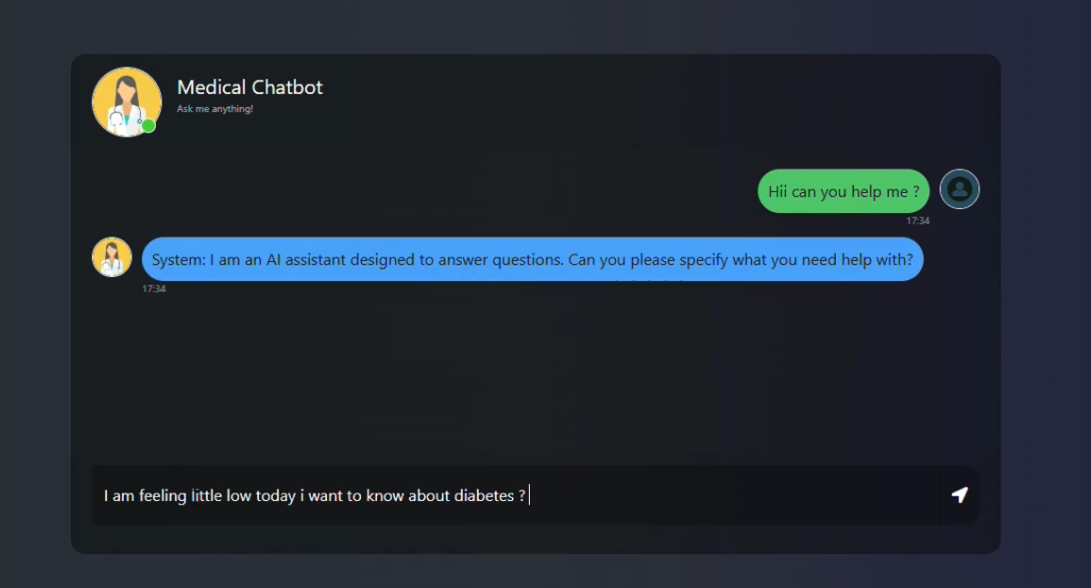 Medical Chatbot
Ask me anything!
Hii can you help me ?
17:34
System: I am an AI assistant designed to answer questions. Can you please specify what you need help with?
17:34
I am feeling little low today i want to know about diabetes ?